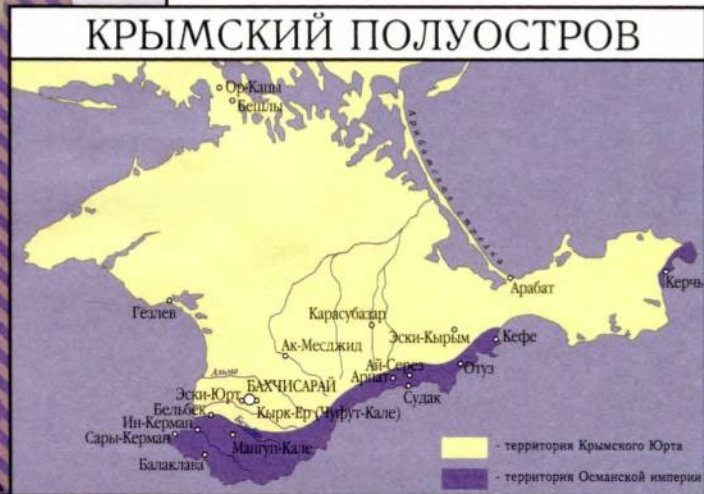 КРЫМСКИЙ ПОЛУОСТРОВ
Ор-Капы
Бешлы
Арабатская стрелка
Арабат
Керчь
Гёзлев
Карасубазар
Эски-Кырым
Кефе
Ак-Месджид
Ай-Серез
Арпат
Отуз
Судак
Альма
Эски-Юрт
БАХЧИСАРАЙ
Кырк-Ер (Чуфут-Кале)
Бельбек
Ин-Керман
Сары-Керман
Мангуп-Кале
Балаклава
- территория Крымского Юрта
- территория Османской империи